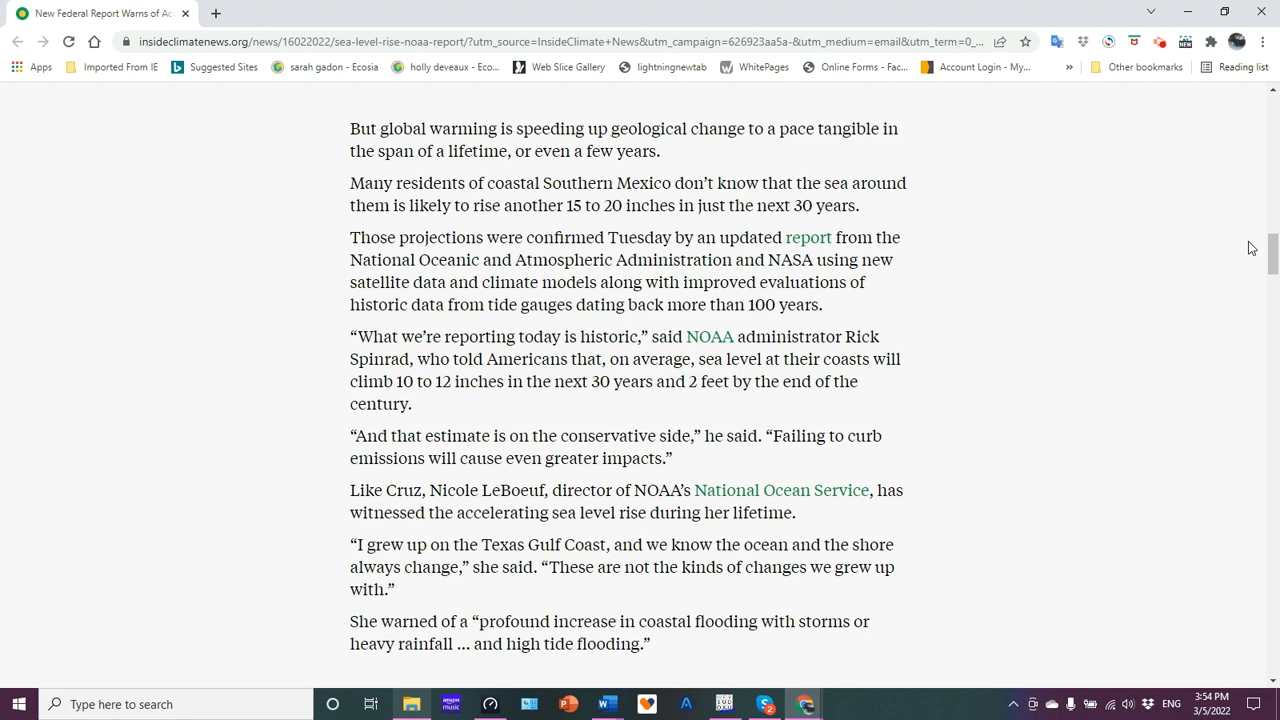 New Federal Report Warns of Acc
insideclimatenews.org/news/16022022/sea-level-rise-noaa-report/?utm_source=InsideClimate+News&utm_campaign=626923aa5a-&utm_medium=email&utm_term=0_...
Apps Imported From IE Suggested Sites sarah gadon - Ecosia holly deveaux - Eco... Web Slice Gallery lightningnewtab WhitePages Online Forms - Fac... Account Login - My... » Other bookmarks Reading list
But global warming is speeding up geological change to a pace tangible in
the span of a lifetime, or even a few years.
Many residents of coastal Southern Mexico don’t know that the sea around
them is likely to rise another 15 to 20 inches in just the next 30 years.
Those projections were confirmed Tuesday by an updated report from the
National Oceanic and Atmospheric Administration and NASA using new
satellite data and climate models along with improved evaluations of
historic data from tide gauges dating back more than 100 years.
“What we’re reporting today is historic,” said NOAA administrator Rick
Spinrad, who told Americans that, on average, sea level at their coasts will
climb 10 to 12 inches in the next 30 years and 2 feet by the end of the
century.
“And that estimate is on the conservative side,” he said. “Failing to curb
emissions will cause even greater impacts.”
Like Cruz, Nicole LeBoeuf, director of NOAA’s National Ocean Service, has
witnessed the accelerating sea level rise during her lifetime.
“I grew up on the Texas Gulf Coast, and we know the ocean and the shore
always change,” she said. “These are not the kinds of changes we grew up
with.”
She warned of a “profound increase in coastal flooding with storms or
heavy rainfall … and high tide flooding.”
Type here to search
ENG
3:54 PM
3/5/2022